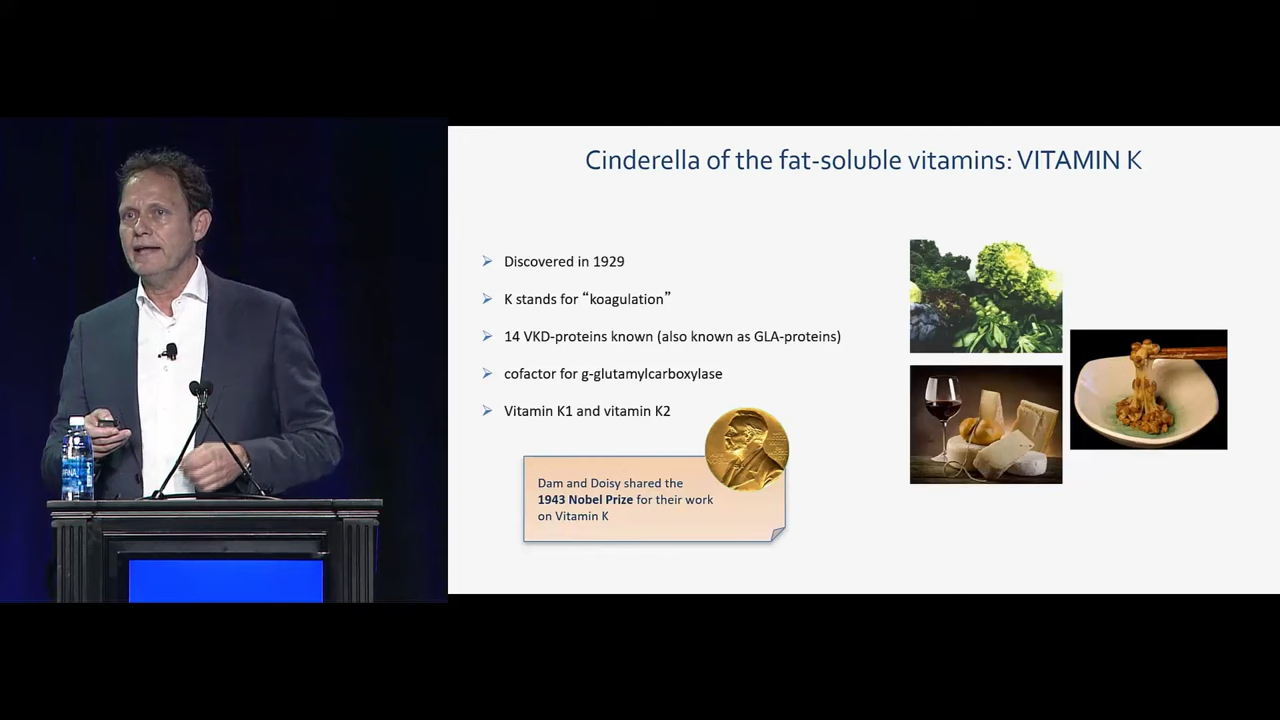 Cinderella of the fat-soluble vitamins: VITAMIN K
Discovered in 1929
K stands for “koagulation”
14 VKD-proteins known (also known as GLA-proteins)
cofactor for g-glutamylcarboxylase
Vitamin K1 and vitamin K2
Dam and Doisy shared the
1943 Nobel Prize for their work
on Vitamin K